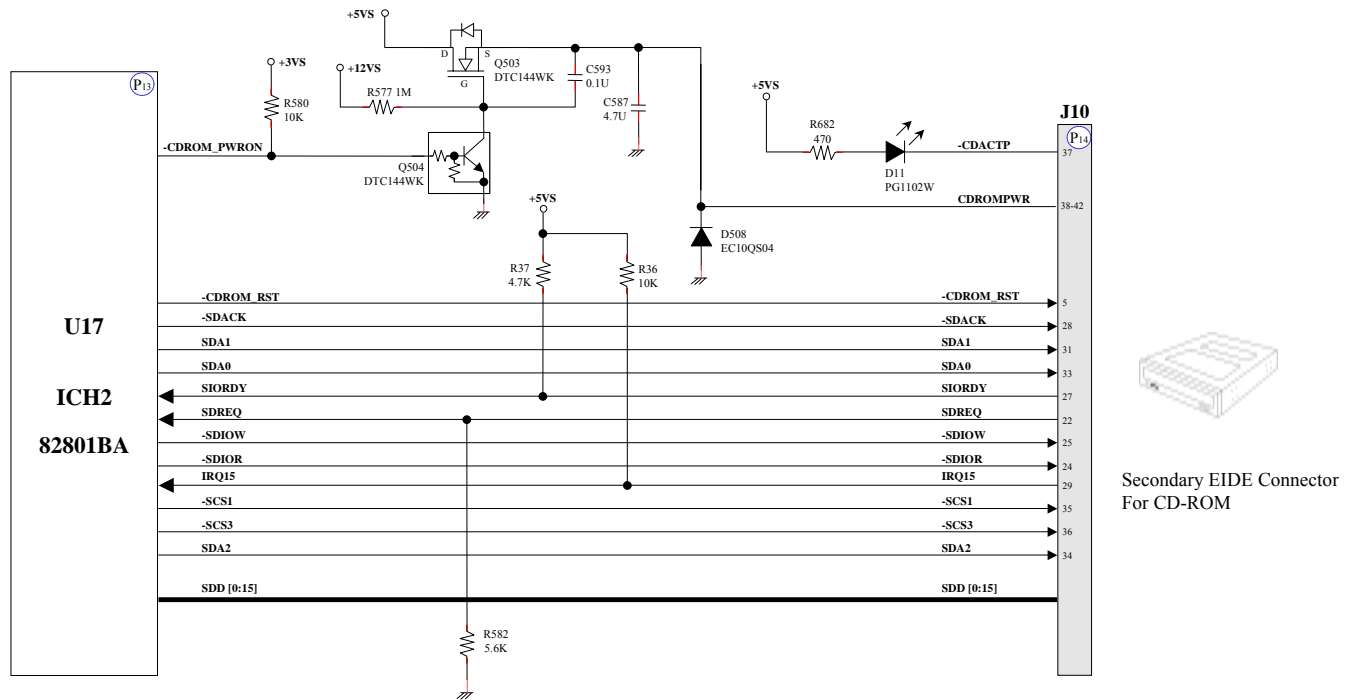 +5VS
D
S
G
Q503
DTC144WK
C593
0.1U
C587
4.7U
P13
+3VS
+12VS
R577 1M
R580
10K
-CDROM_PWRON
Q504
DTC144WK
+5VS
R682
470
D11
PG1102W
-CDACTP
J10
P14
37
CDROMPWR
38-42
D508
EC10QS04
+5VS
R37
4.7K
R36
10K
U17
ICH2
82801BA
-CDROM_RST
-CDROM_RST
5
-SDACK
-SDACK
28
SDA1
SDA1
31
SDA0
SDA0
33
SIORDY
SIORDY
27
SDREQ
SDREQ
22
-SDIOW
-SDIOW
25
-SDIOR
-SDIOR
24
IRQ15
IRQ15
29
-SCS1
-SCS1
35
-SCS3
-SCS3
36
SDA2
SDA2
34
SDD [0:15]
SDD [0:15]
R582
5.6K
Secondary EIDE Connector
For CD-ROM